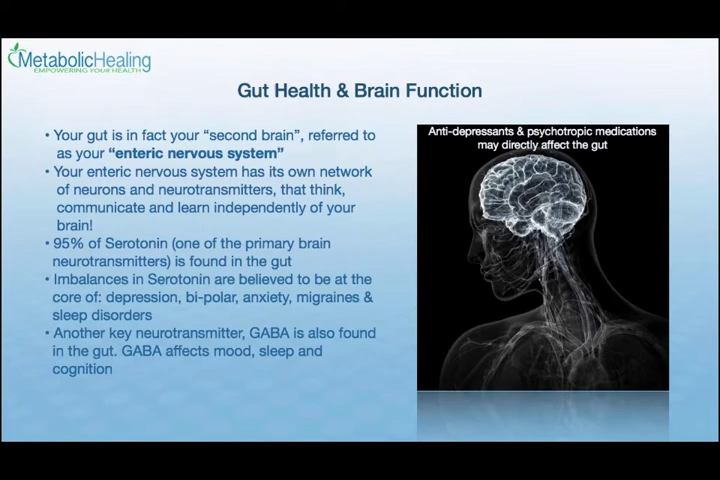 MetabolicHealing
EMPOWERING YOUR HEALTH
Gut Health & Brain Function
• Your gut is in fact your “second brain”, referred to
as your “enteric nervous system”
• Your enteric nervous system has its own network
of neurons and neurotransmitters, that think,
communicate and learn independently of your
brain!
• 95% of Serotonin (one of the primary brain
neurotransmitters) is found in the gut
• Imbalances in Serotonin are believed to be at the
core of: depression, bi-polar, anxiety, migraines &
sleep disorders
• Another key neurotransmitter, GABA is also found
in the gut. GABA affects mood, sleep and
cognition
Anti-depressants & psychotropic medications
may directly affect the gut